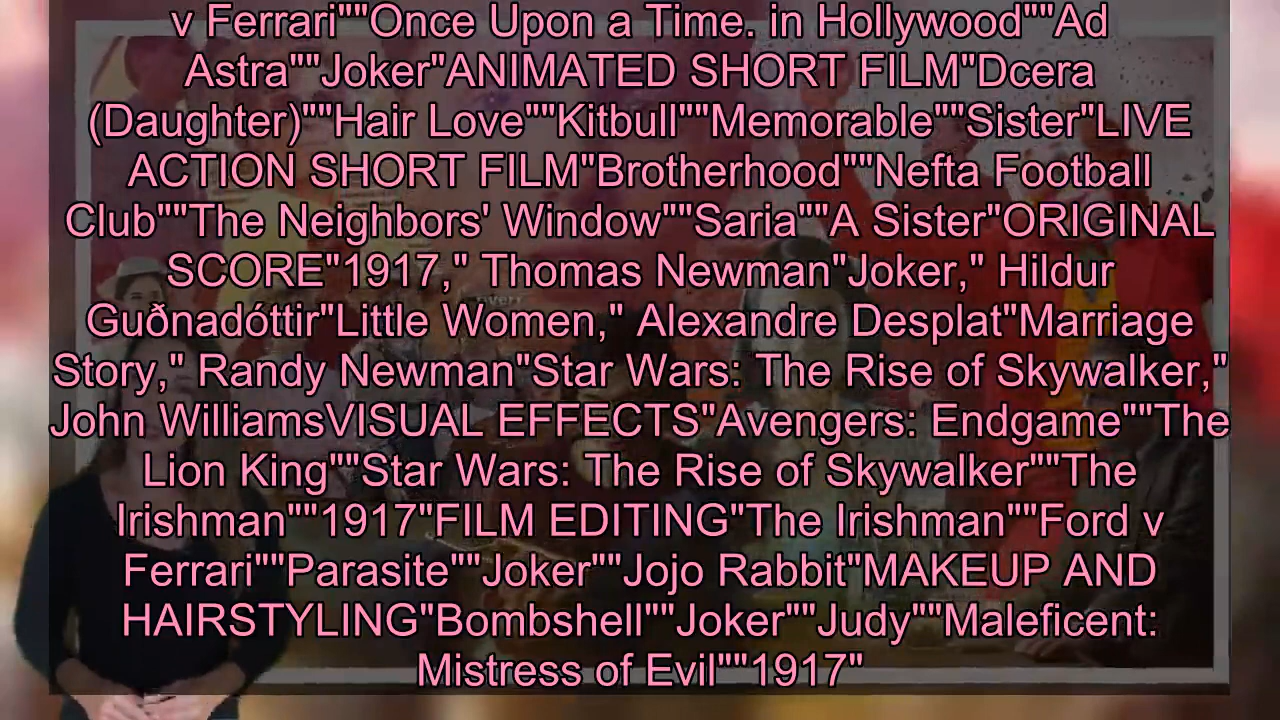 v Ferrari""Once Upon a Time. in Hollywood""Ad
Astra""Joker"ANIMATED SHORT FILM"Dcera
(Daughter)""Hair Love""Kitbull""Memorable""Sister"LIVE
ACTION SHORT FILM"Brotherhood""Nefta Football
Club""The Neighbors' Window""Saria""A Sister"ORIGINAL
SCORE"1917," Thomas Newman"Joker," Hildur
Guðnadóttir"Little Women," Alexandre Desplat"Marriage
Story," Randy Newman"Star Wars: The Rise of Skywalker,"
John WilliamsVISUAL EFFECTS"Avengers: Endgame""The
Lion King""Star Wars: The Rise of Skywalker""The
Irishman""1917"FILM EDITING"The Irishman""Ford v
Ferrari""Parasite""Joker""Jojo Rabbit"MAKEUP AND
HAIRSTYLING"Bombshell""Joker""Judy""Maleficent:
Mistress of Evil""1917"